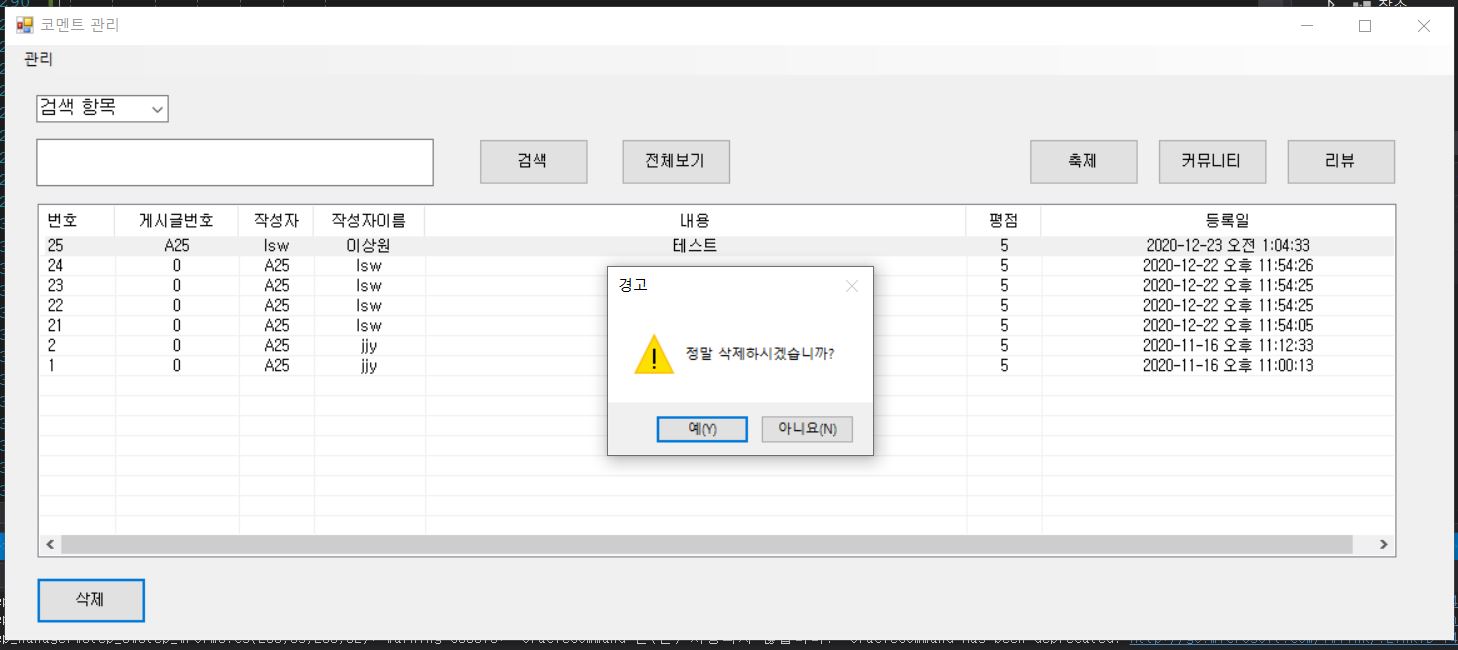 290
장소
코멘트 관리
관리
검색 항목
검색 전체보기 축제 커뮤니티 리뷰
번호 게시글번호 작성자 작성자이름 내용 평점 등록일
25 A25 lsw 이상원 테스트 5 2020-12-23 오전 1:04:33
24 0 A25 lsw 5 2020-12-22 오후 11:54:26
23 0 A25 lsw 5 2020-12-22 오후 11:54:25
22 0 A25 lsw 5 2020-12-22 오후 11:54:25
21 0 A25 lsw 5 2020-12-22 오후 11:54:05
2 0 A25 jjy 5 2020-11-16 오후 11:12:33
1 0 A25 jjy 5 2020-11-16 오후 11:00:13
경고
정말 삭제하시겠습니까?
예(Y) 아니요(N)
삭제